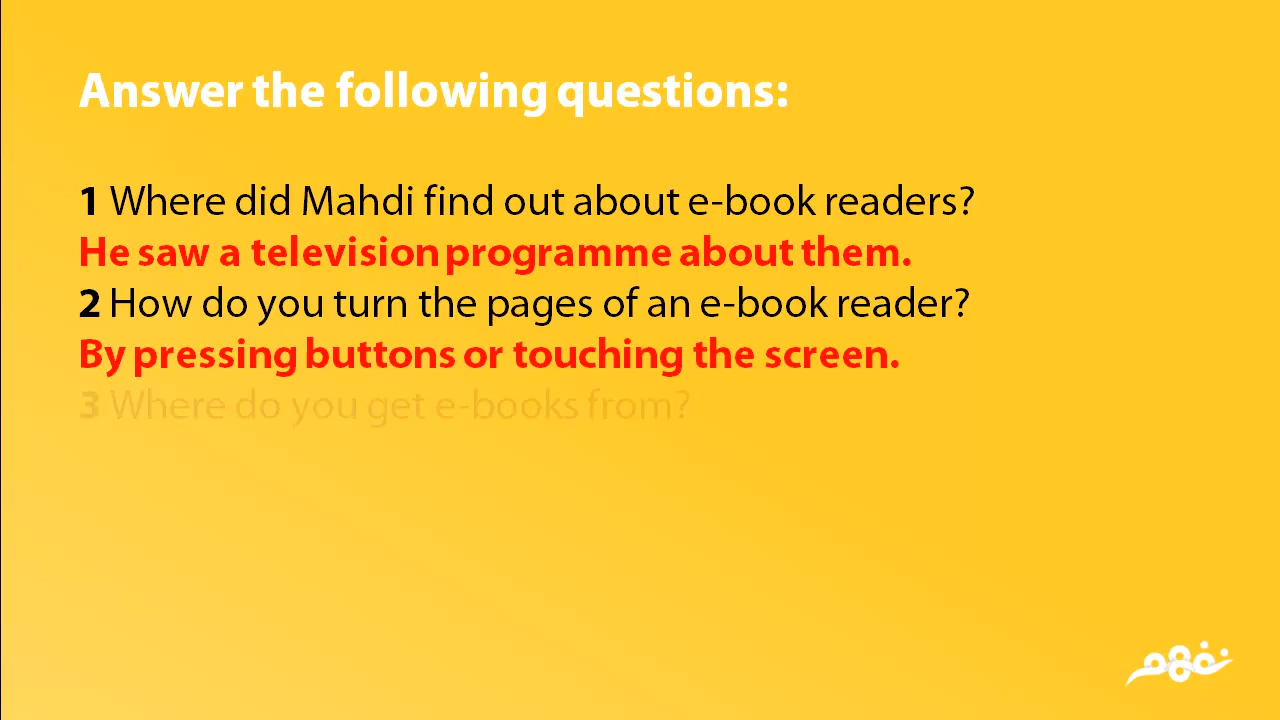 Answer the following questions:
1 Where did Mahdi find out about e-book readers?
He saw a television programme about them.
2 How do you turn the pages of an e-book reader?
By pressing buttons or touching the screen.
3 Where do you get e-books from?
نفهم